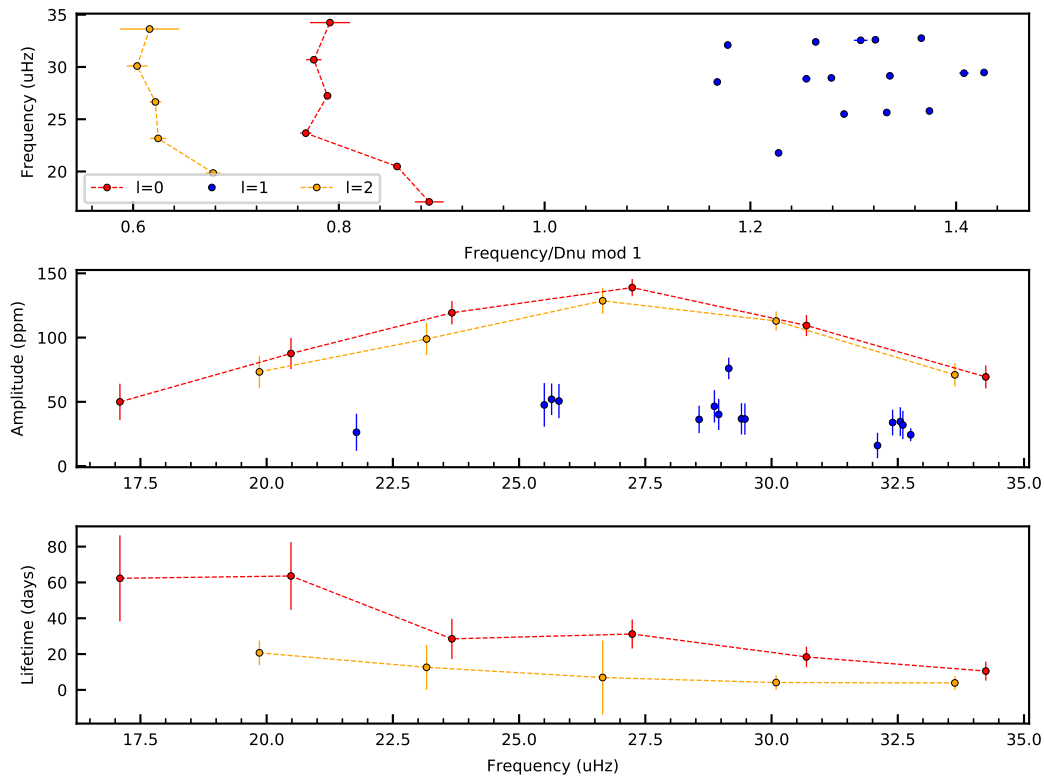 35
30
25
20
Frequency (uHz)
l=0 l=1 l=2
0.6 0.8 1.0 1.2 1.4
Frequency/Dnu mod 1
150
100
50
0
Amplitude (ppm)
17.5 20.0 22.5 25.0 27.5 30.0 32.5 35.0
80
60
40
20
0
Lifetime (days)
17.5 20.0 22.5 25.0 27.5 30.0 32.5 35.0
Frequency (uHz)